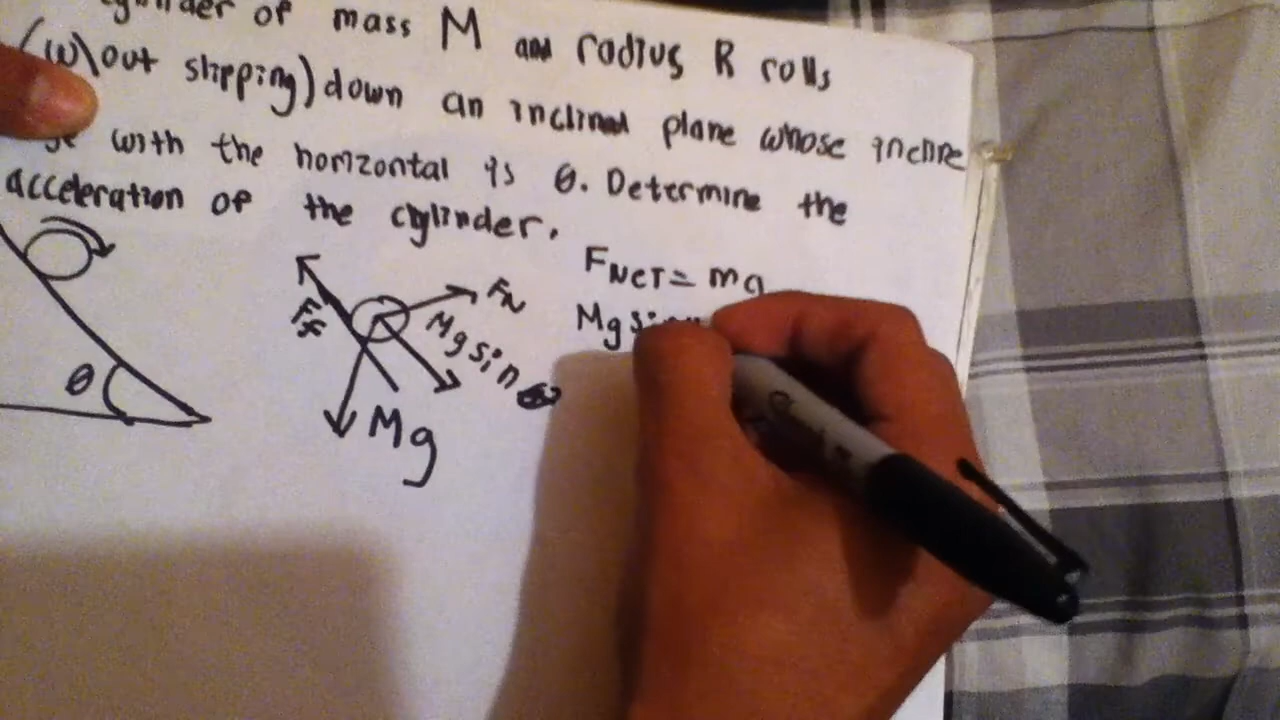 of mass M and radius R rolls
(w\out slipping) down an inclined plane whose incline
with the horizontal is θ. Determine the
acceleration of the cylinder.
FNET = ma
FN
Ff
Mg sin θ
Mg
θ